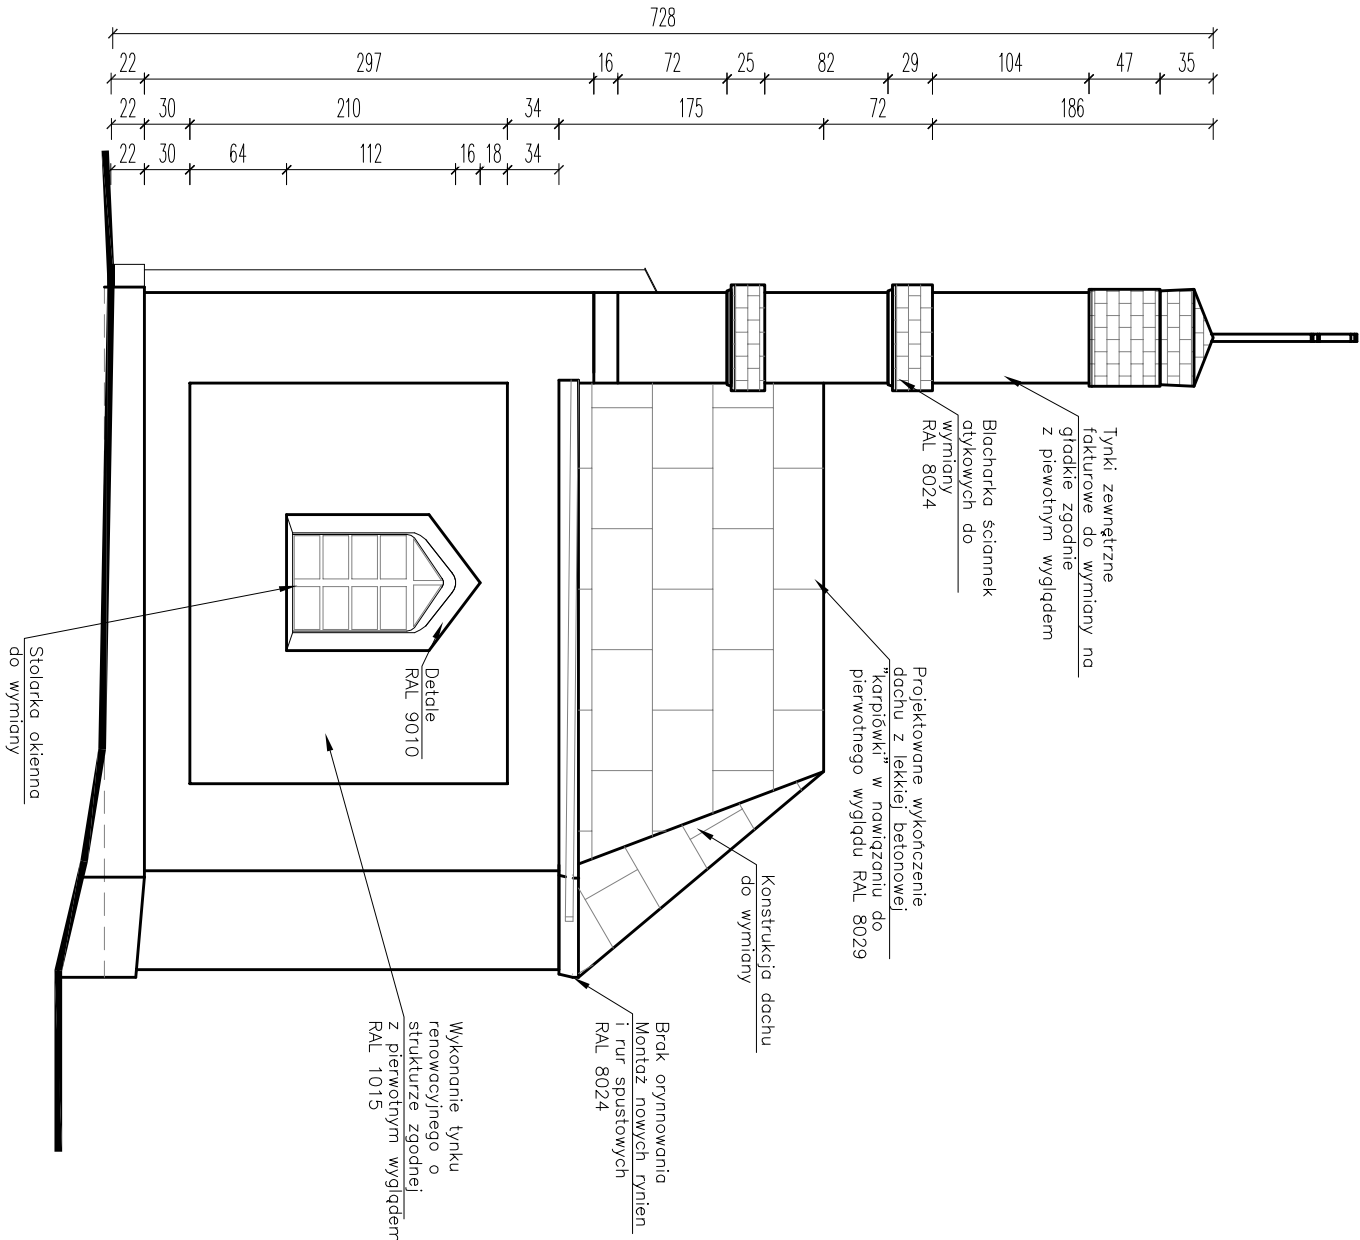 728
22 297 16 72 25 82 29 104 47 35
22 30 210 34 175 72 186
22 30 64 112 16 18 34
Tynki zewnętrzne
fakturowe do wymiany na
gładkie zgodnie
z piewotnym wyglądem
Blacharka ściannek
atykowych do
wymiany
RAL 8024
Projektowane wykończenie
dachu z lekkiej betonowej
"karpiówki" w nawiązaniu do
pierwotnego wyglądu RAL 8029
Konstrukcja dachu
do wymiany
Brak orynnowania
Montaż nowych rynien
i rur spustowych
RAL 8024
Detale
RAL 9010
Wykonanie tynku
renowacyjnego o
strukturze zgodnej
z pierwotnym wyglądem
RAL 1015
Stolarka okienna
do wymiany